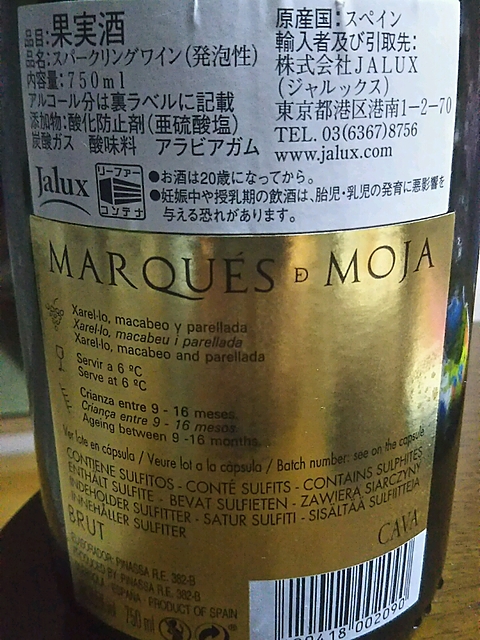 品目:果実酒
品名:スパークリングワイン(発泡性)
内容量:750ml
アルコール分は裏ラベルに記載
添加物:酸化防止剤(亜硫酸塩)
炭酸ガス 酸味料 アラビアガム
原産国:スペイン
輸入者及び引取先:
株式会社JALUX
(ジャルックス)
東京都港区港南1-2-70
TEL. 03(6367)8756
www.jalux.com
Jalux
リーファー
コンテナ
●お酒は20歳になってから。
●妊娠中や授乳期の飲酒は、胎児・乳児の発育に悪影響を
与える恐れがあります。
MARQUÉS DE MOJA
Xarel·lo, macabeo y parellada
Xarel·lo, macabeu i parellada
Xarel·lo, macabeo and parellada
Servir a 6 ºC
Serve at 6 ºC
Crianza entre 9 - 16 meses.
Criança entre 9 - 16 mesos.
Ageing between 9 -16 months.
Ver lote en cápsula / Veure lot a la càpsula / Batch number: see on the capsule
CONTIENE SULFITOS - CONTÉ SULFITS - CONTAINS SULPHITES
ENTHÄLT SULFITE - BEVAT SULFIETEN - ZAWIERA SIARCZYNY
INDEHOLDER SULFITTER - SATUR SULFITI - SISÄLTÄÄ SULFIITTEJA
INNEHÅLLER SULFITER
BRUT
CAVA
ELABORADOR: PINASSA R.E. 382-B
PRODUCED BY PINASSA R.E. 382-B
ESPAÑA · PRODUCT OF SPAIN
750 ml
18 002090